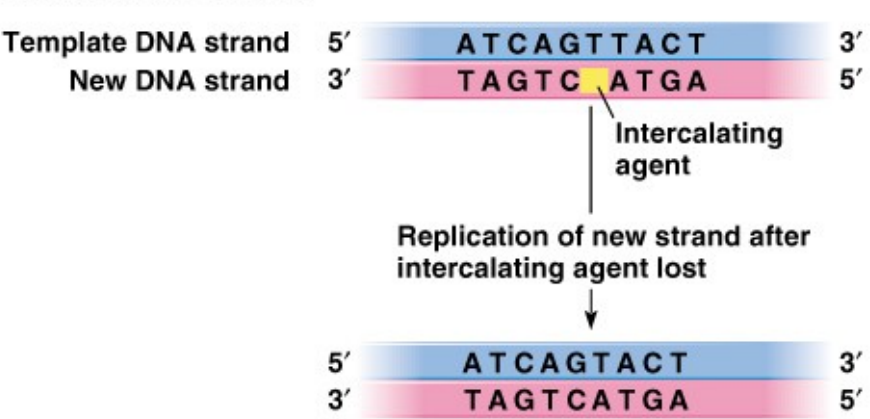 Template DNA strand 5′ ATCAGTTACT 3′
New DNA strand 3′ TAGTC ATGA 5′
Intercalating
agent
Replication of new strand after
intercalating agent lost
5′ ATCAGTACT 3′
3′ TAGTCATGA 5′